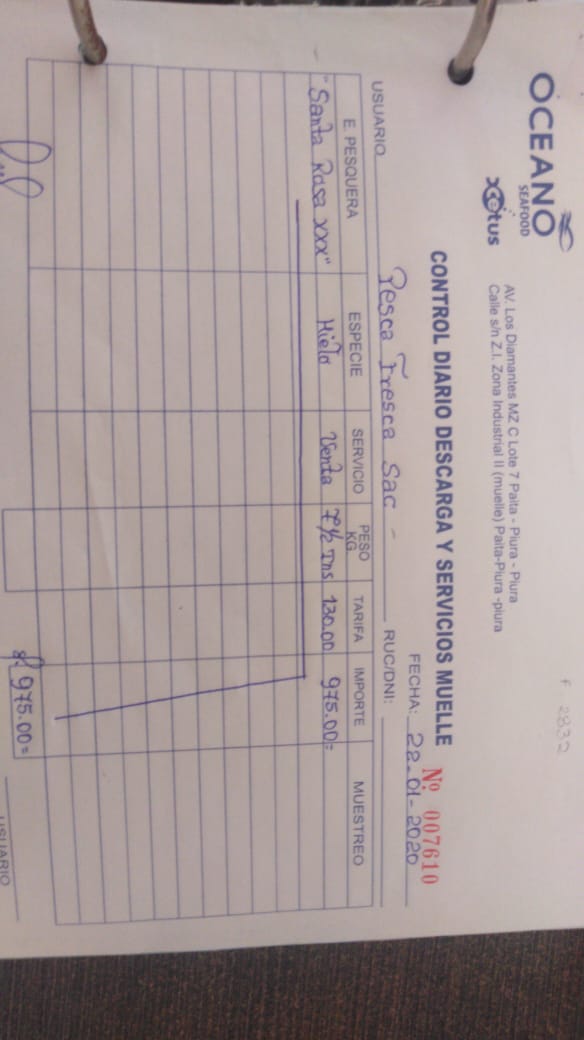 F 2832
OCEANO
SEAFOOD
AV. Los Diamantes MZ C Lote 7 Paita - Piura - Piura
Calle s/n Z.I. Zona Industrial II (muelle) Paita-Piura -piura
CONTROL DIARIO DESCARGA Y SERVICIOS MUELLE Nº 007610
FECHA: 22-01-2020
USUARIO Pesca Fresca Sac - RUC/DNI:
E. PESQUERA ESPECIE SERVICIO PESO KG TARIFA IMPORTE MUESTREO
"Santa Rosa XXX" Hielo Venta 7½ Tns 130.00 975.00=
975.00=
USUARIO